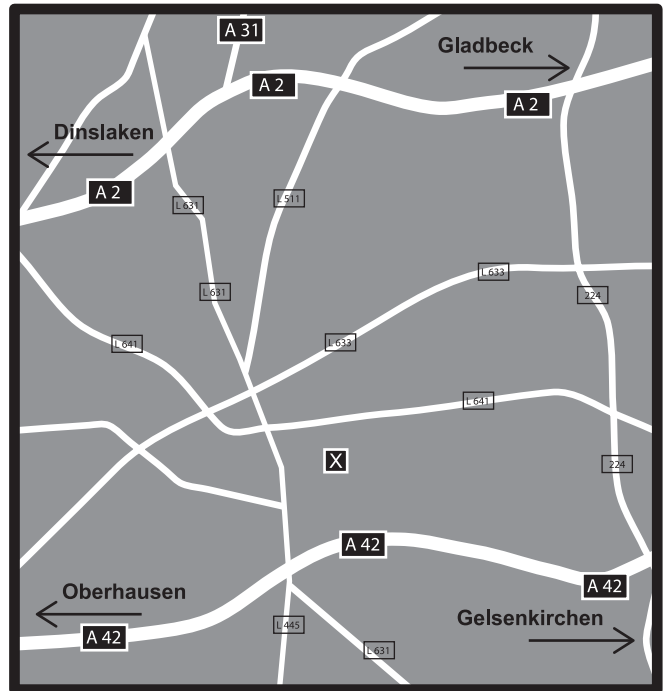 A 31
Gladbeck
A 2
A 2
Dinslaken
A 2
L 631
L 511
L 633
L 631
224
L 641
L 633
L 641
X
224
A 42
A 42
Oberhausen
Gelsenkirchen
L 445
A 42
L 631